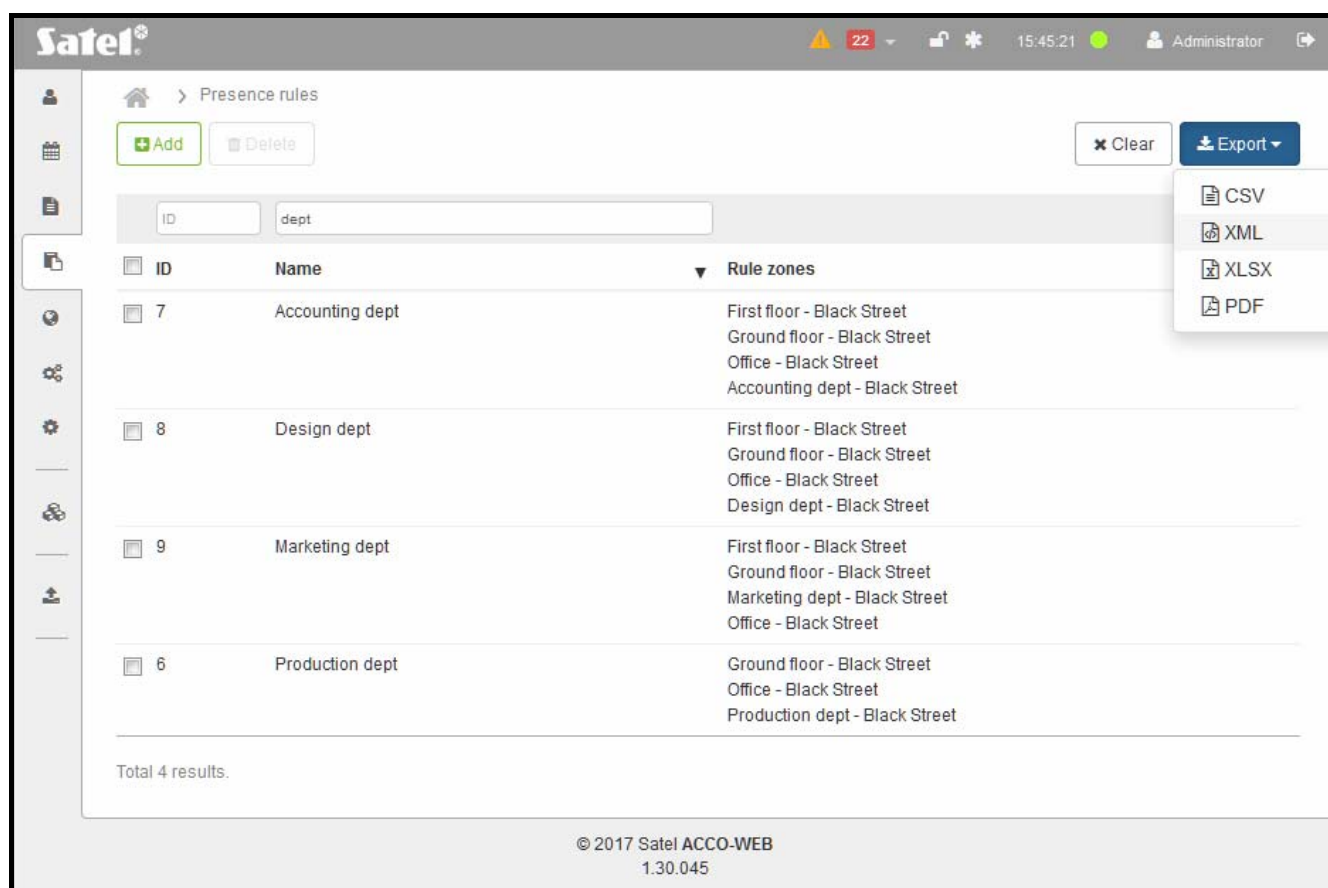 Satel®
22
15:45:21
Administrator
> Presence rules
Add
Delete
Clear
Export
CSV
XML
XLSX
PDF
ID
dept
ID Name Rule zones
7 Accounting dept First floor - Black Street
Ground floor - Black Street
Office - Black Street
Accounting dept - Black Street
8 Design dept First floor - Black Street
Ground floor - Black Street
Office - Black Street
Design dept - Black Street
9 Marketing dept First floor - Black Street
Ground floor - Black Street
Marketing dept - Black Street
Office - Black Street
6 Production dept Ground floor - Black Street
Office - Black Street
Production dept - Black Street
Total 4 results.
© 2017 Satel ACCO-WEB
1.30.045